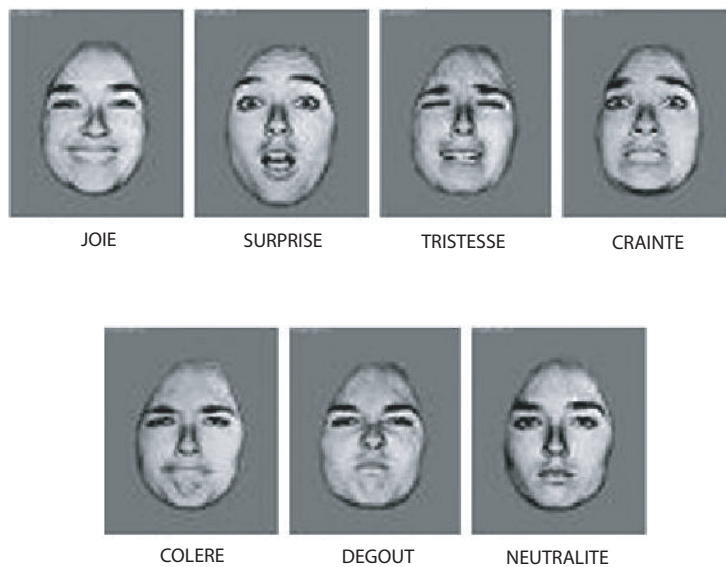 JOIE
SURPRISE
TRISTESSE
CRAINTE
COLERE
DEGOUT
NEUTRALITE